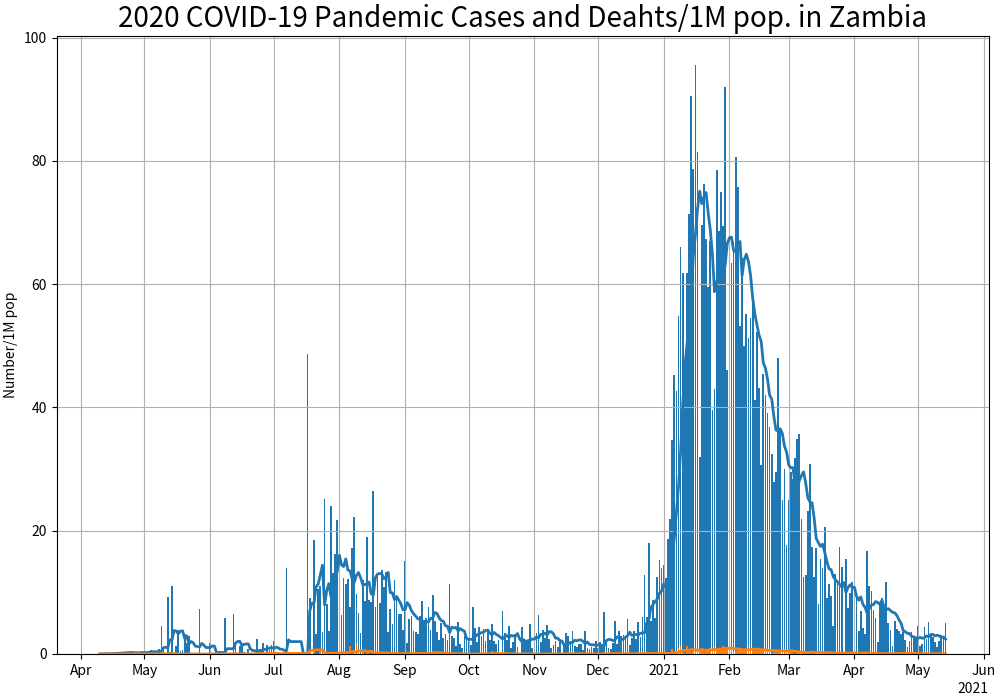 2020 COVID-19 Pandemic Cases and Deahts/1M pop. in Zambia
100
80
60
40
20
0
Number/1M pop
Apr May Jun Jul Aug Sep Oct Nov Dec 2021 Feb Mar Apr May Jun
2021